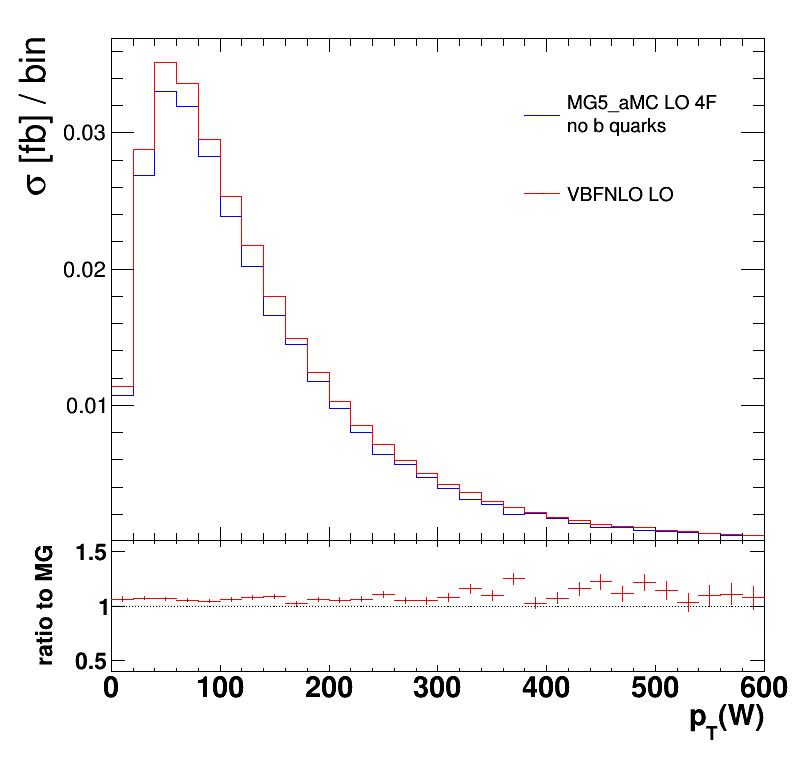 σ [fb] / bin
0.03
0.02
0.01
MG5_aMC LO 4F
no b quarks
VBFNLO LO
ratio to MG
1.5
1
0.5
0 100 200 300 400 500 600
p_T(W)